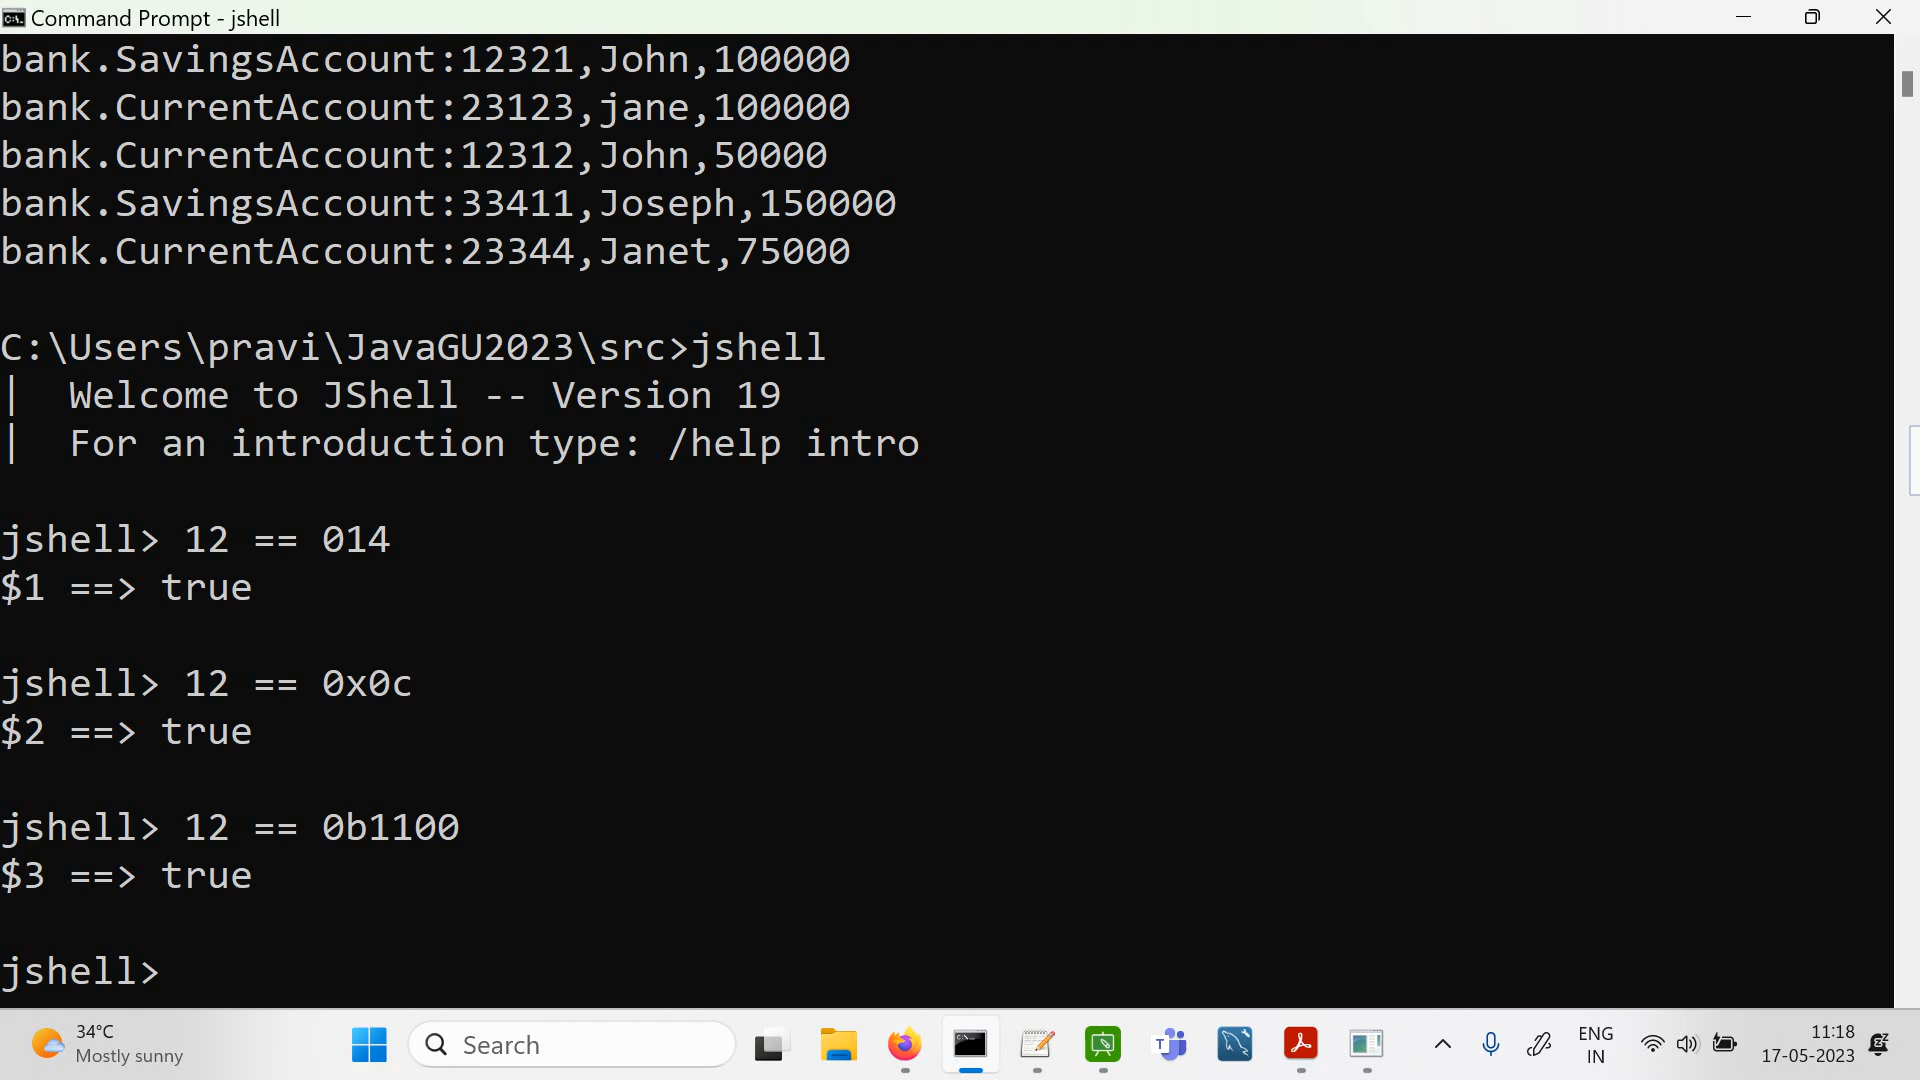 Command Prompt - jshell
bank.SavingsAccount:12321,John,100000
bank.CurrentAccount:23123,jane,100000
bank.CurrentAccount:12312,John,50000
bank.SavingsAccount:33411,Joseph,150000
bank.CurrentAccount:23344,Janet,75000
C:\Users\pravi\JavaGU2023\src>jshell
|  Welcome to JShell -- Version 19
|  For an introduction type: /help intro
jshell> 12 == 014
$1 ==> true
jshell> 12 == 0x0c
$2 ==> true
jshell> 12 == 0b1100
$3 ==> true
jshell>
34°C
Mostly sunny
Search
ENG
IN
11:18
17-05-2023